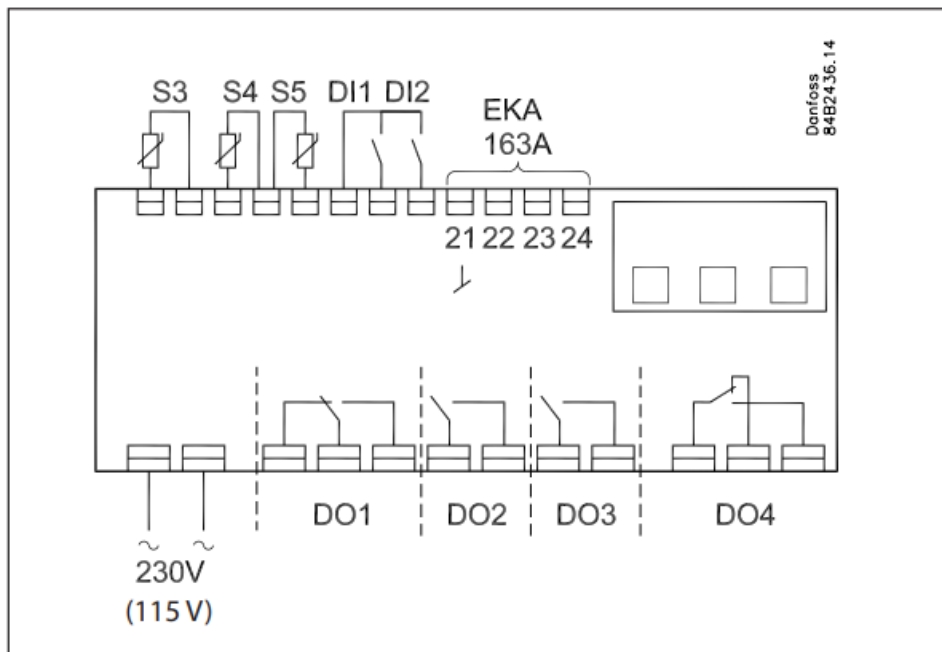 S3 S4 S5 DI1 DI2
EKA
163A
Danfoss
84B2436.14
21 22 23 24
DO1 DO2 DO3 DO4
230V
(115 V)